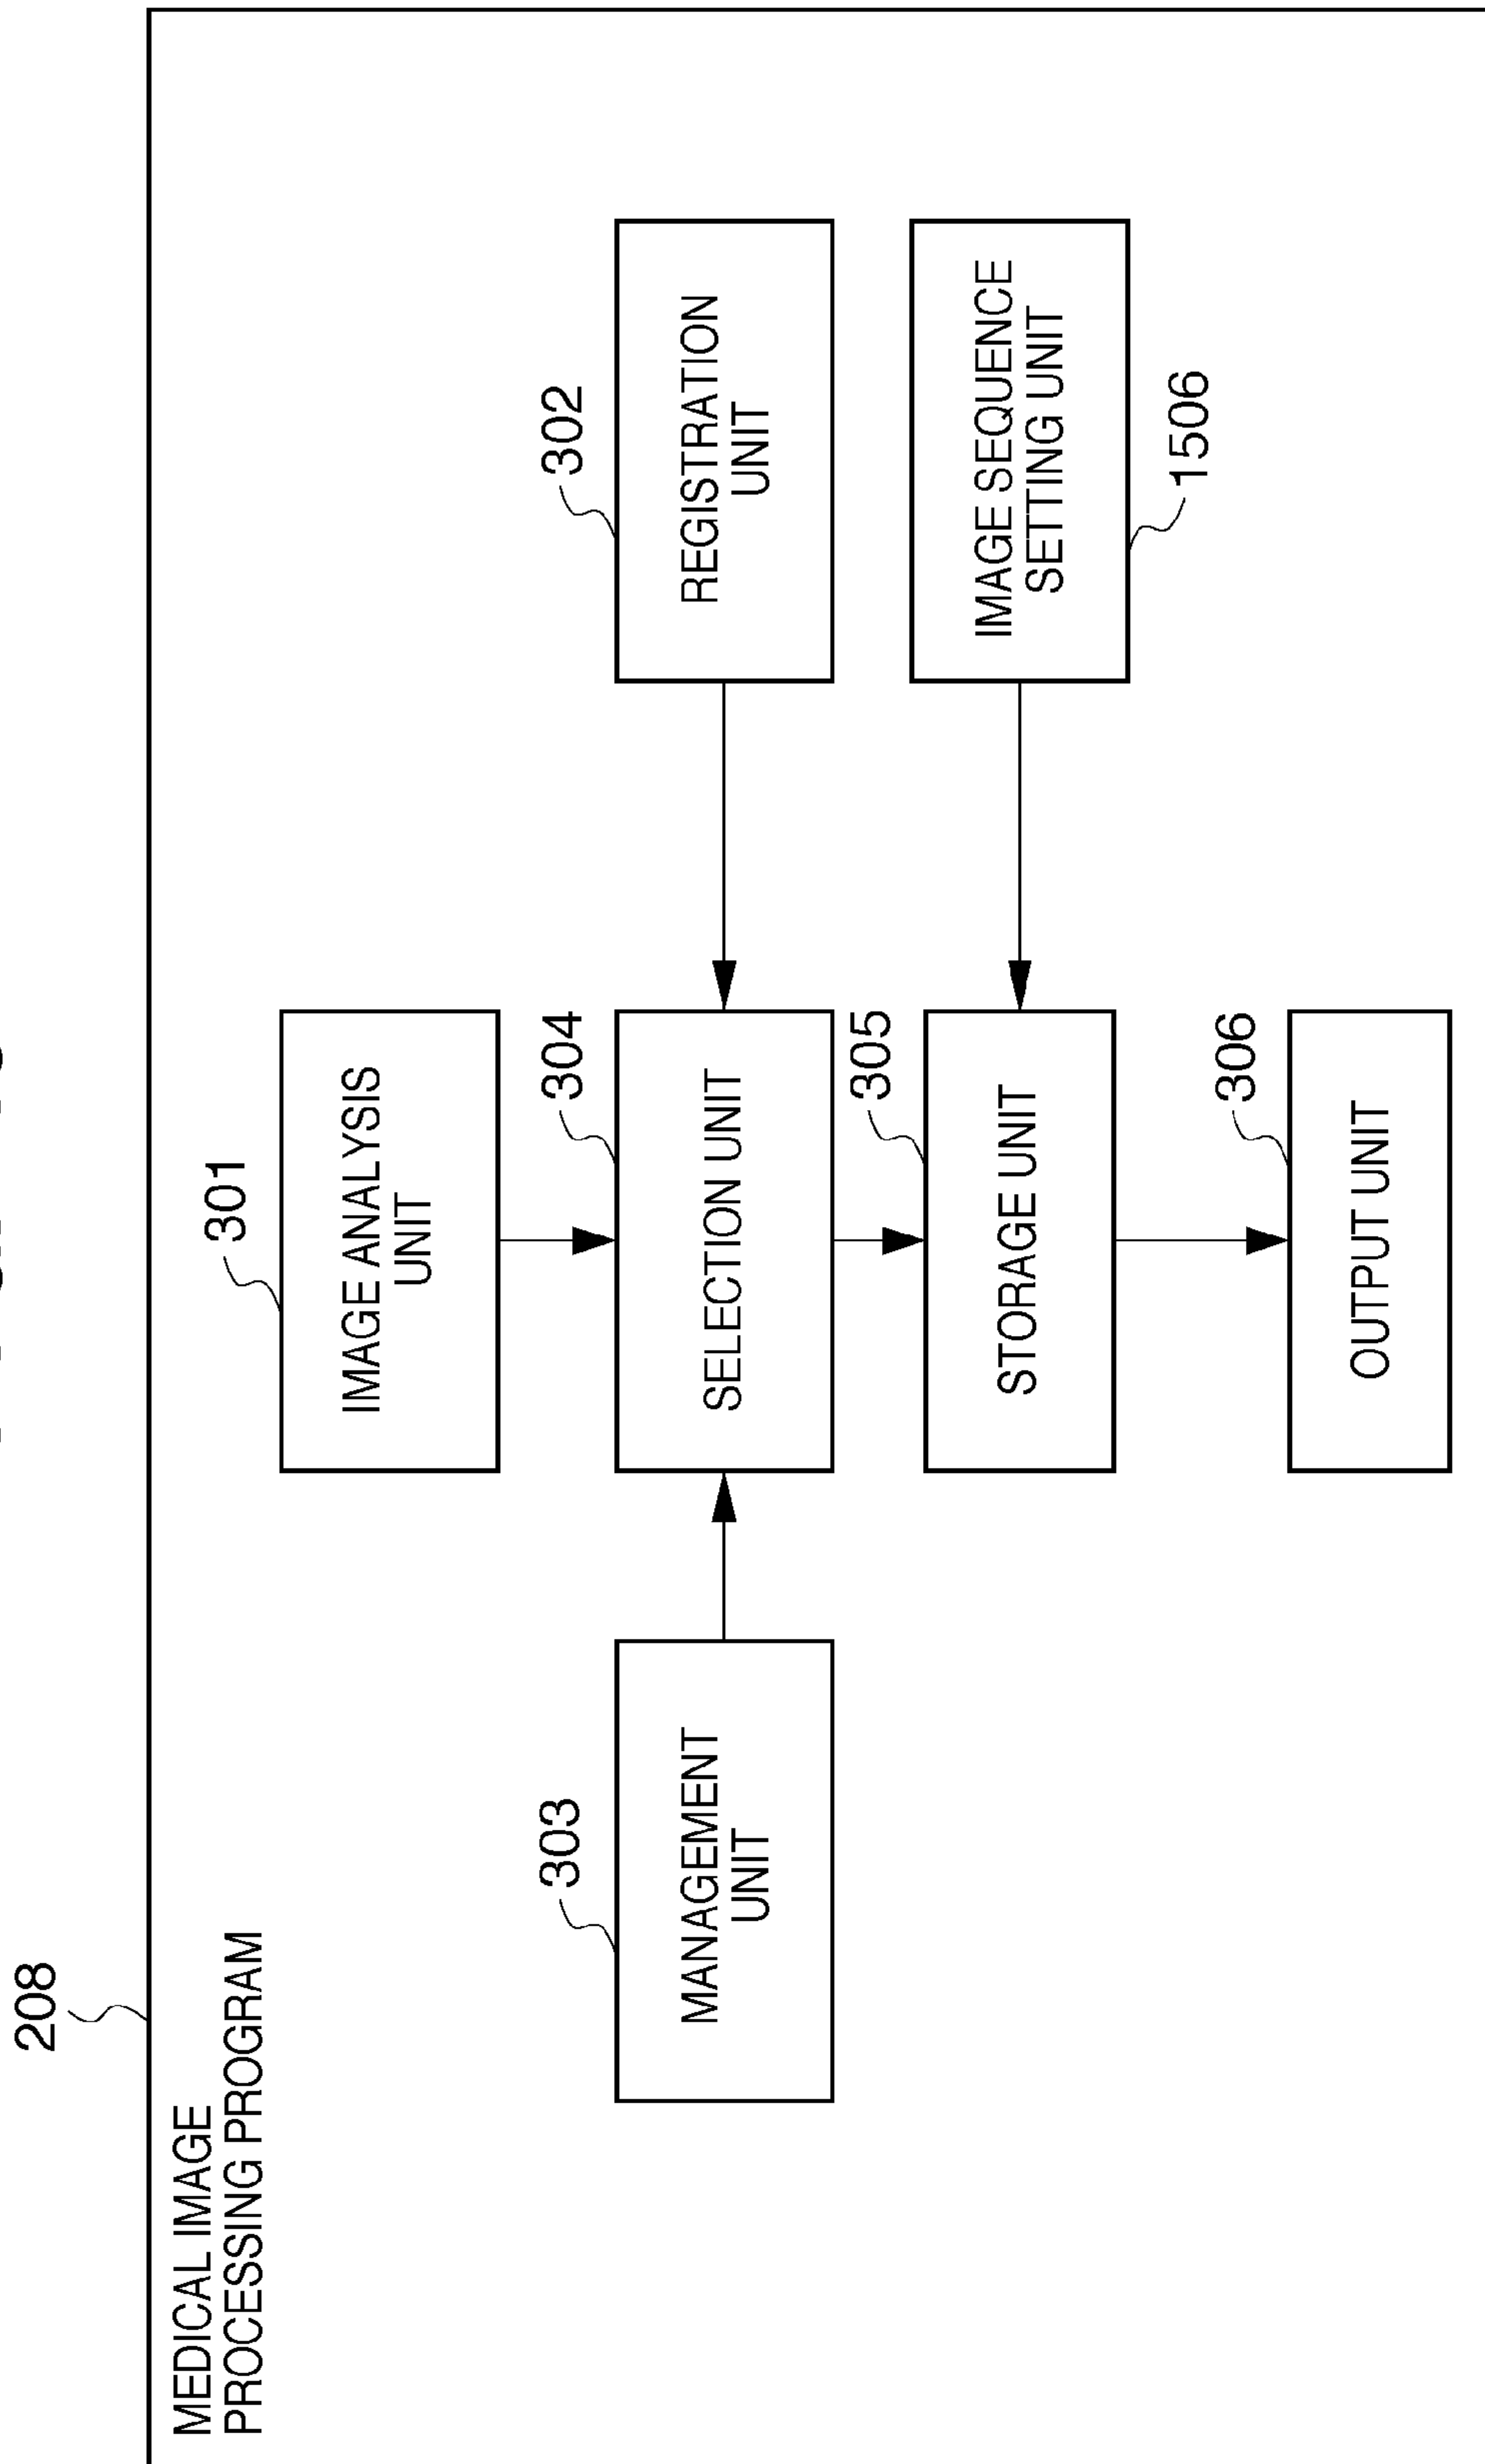 208
MEDICAL IMAGE
PROCESSING PROGRAM
301
IMAGE ANALYSIS
UNIT
303
MANAGEMENT
UNIT
304
SELECTION UNIT
302
REGISTRATION
UNIT
305
STORAGE UNIT
IMAGE SEQUENCE
SETTING UNIT
1506
306
OUTPUT UNIT